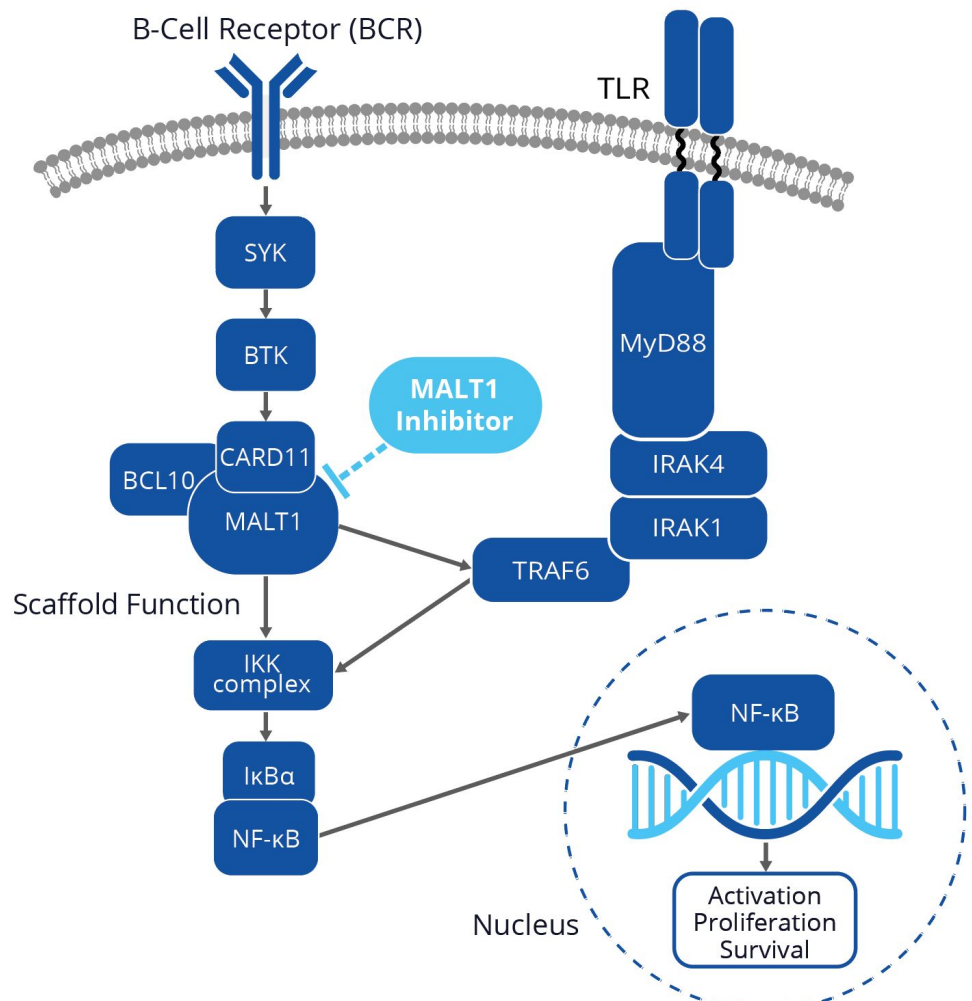 B-Cell Receptor (BCR)
TLR
SYK
MyD88
BTK
MALT1
Inhibitor
CARD11
BCL10
IRAK4
MALT1
IRAK1
TRAF6
Scaffold Function
IKK
complex
NF-κB
IκBα
NF-κB
Activation
Proliferation
Survival
Nucleus